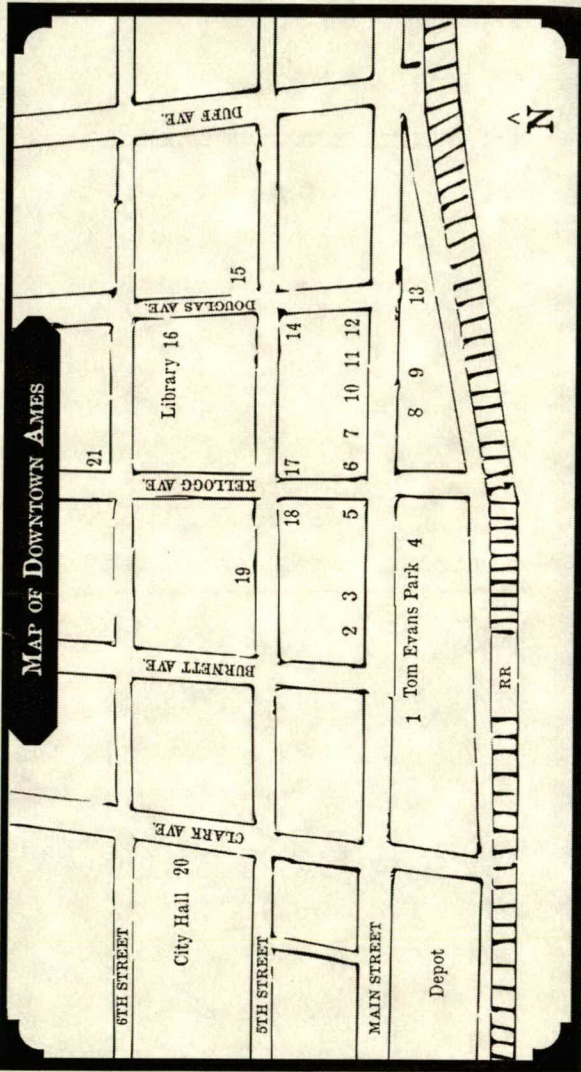 MAP OF DOWNTOWN AMES
^
N
DUFF AVE.
DOUGLAS AVE.
KELLOGG AVE.
BURNETT AVE.
CLARK AVE.
6TH STREET
5TH STREET
MAIN STREET
21
Library 16
15
City Hall 20
19
18
17
14
2
3
5
6
7
10
11
12
1 Tom Evans Park 4
8
9
13
Depot
RR